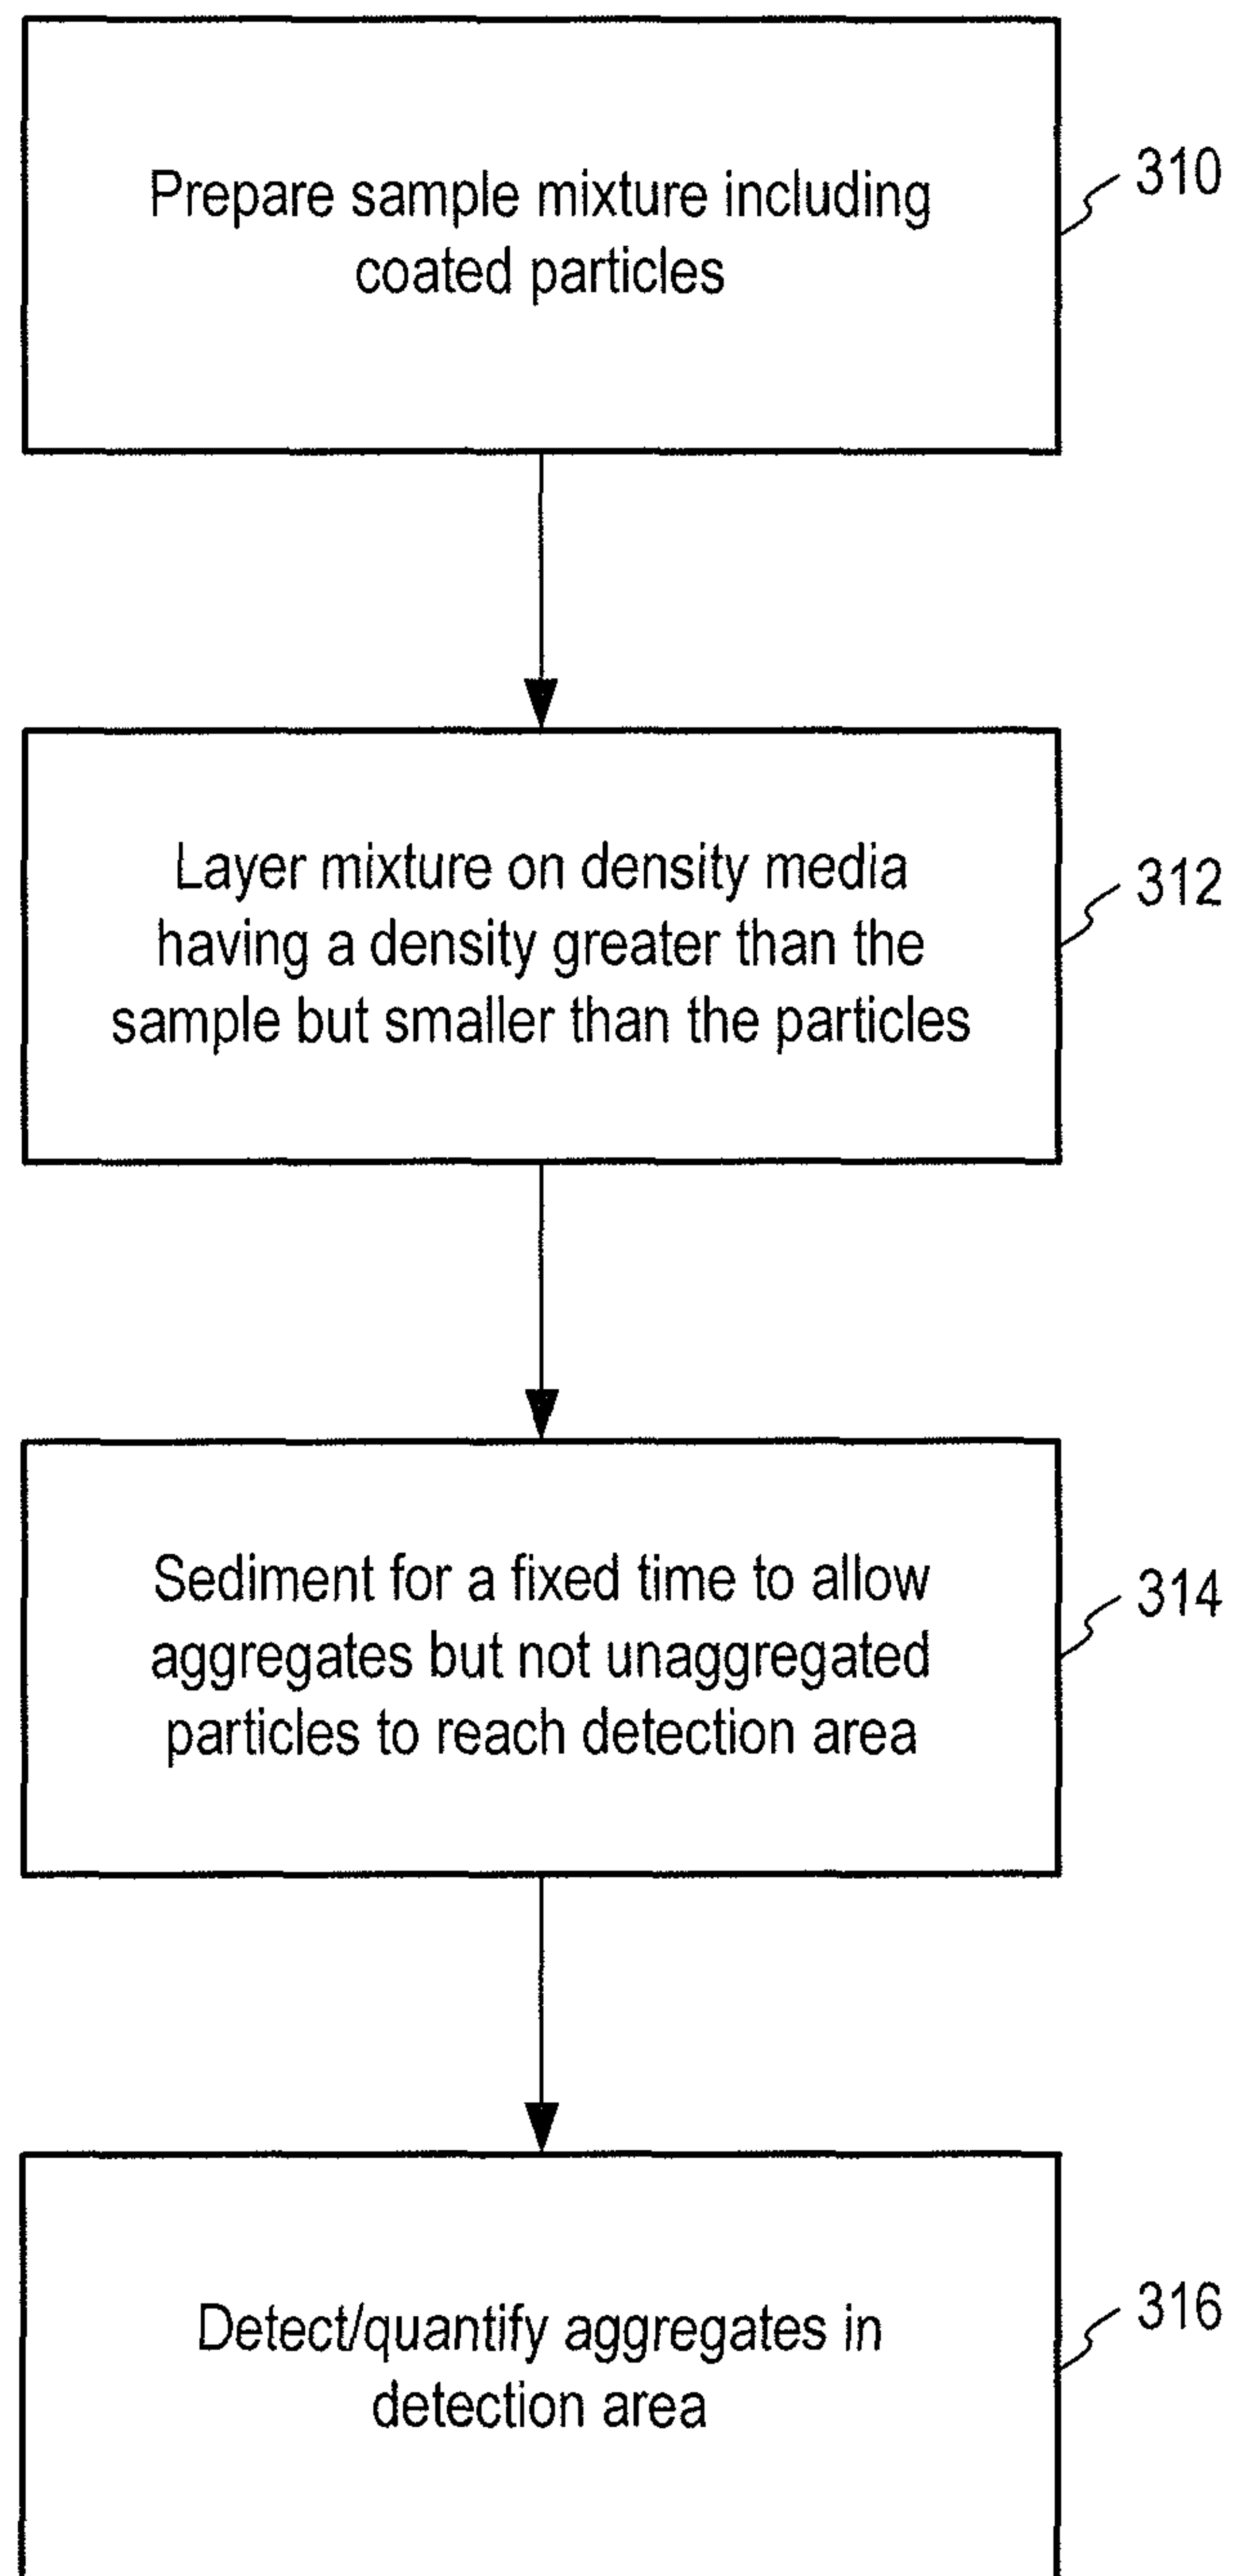 Prepare sample mixture including
coated particles
310
Layer mixture on density media
having a density greater than the
sample but smaller than the particles
312
Sediment for a fixed time to allow
aggregates but not unaggregated
particles to reach detection area
314
Detect/quantify aggregates in
detection area
316